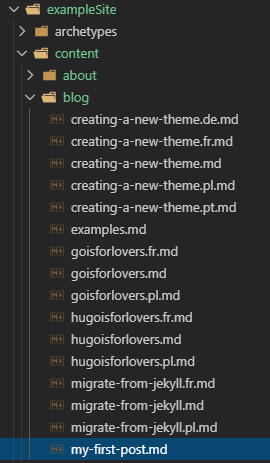 exampleSite
archetypes
content
about
blog
creating-a-new-theme.de.md
creating-a-new-theme.fr.md
creating-a-new-theme.md
creating-a-new-theme.pl.md
creating-a-new-theme.pt.md
examples.md
goisforlovers.fr.md
goisforlovers.md
goisforlovers.pl.md
hugoisforlovers.fr.md
hugoisforlovers.md
hugoisforlovers.pl.md
migrate-from-jekyll.fr.md
migrate-from-jekyll.md
migrate-from-jekyll.pl.md
my-first-post.md